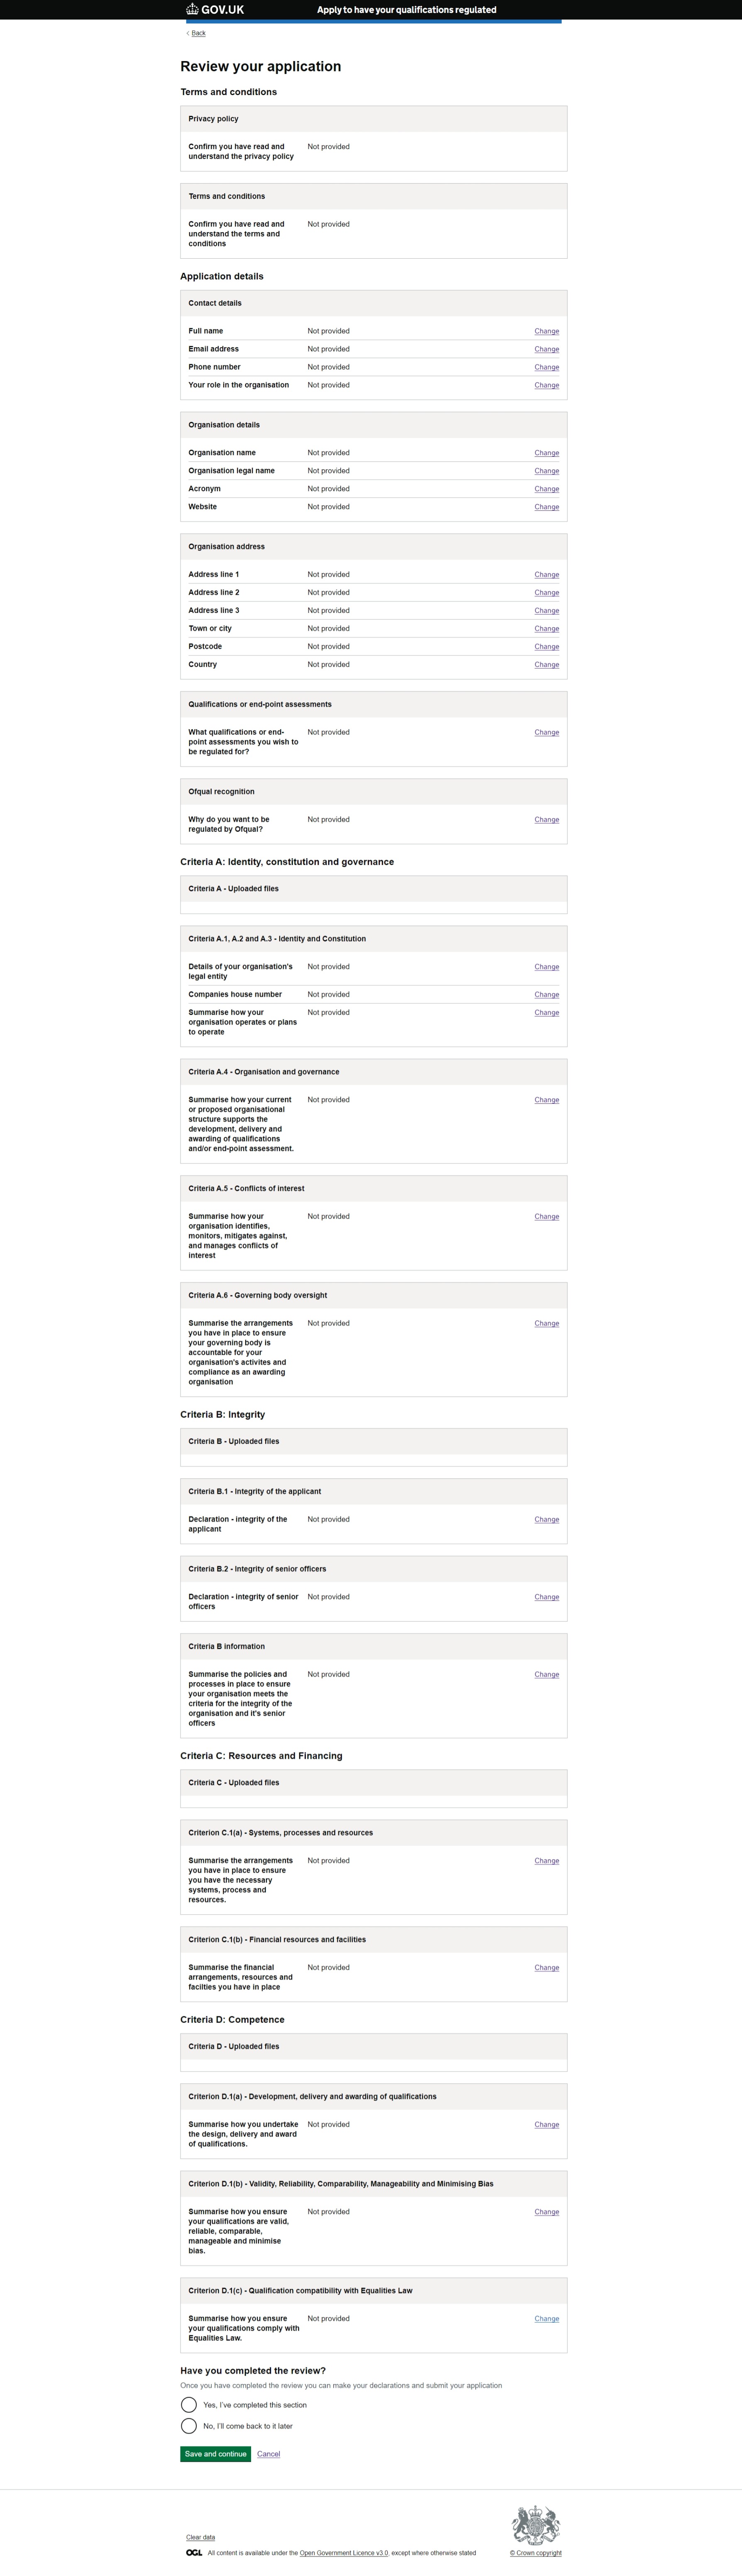 GOV.UK
Apply to have your qualifications regulated
Back
Review your application
Terms and conditions
Privacy policy
Confirm you have read and
understand the privacy policy
Not provided
Terms and conditions
Confirm you have read and
understand the terms and
conditions
Not provided
Application details
Contact details
Full name Not provided Change
Email address Not provided Change
Phone number Not provided Change
Your role in the organisation Not provided Change
Organisation details
Organisation name Not provided Change
Organisation legal name Not provided Change
Acronym Not provided Change
Website Not provided Change
Organisation address
Address line 1 Not provided Change
Address line 2 Not provided Change
Address line 3 Not provided Change
Town or city Not provided Change
Postcode Not provided Change
Country Not provided Change
Qualifications or end-point assessments
What qualifications or end-
point assessments you wish to
be regulated for?
Not provided Change
Ofqual recognition
Why do you want to be
regulated by Ofqual?
Not provided Change
Criteria A: Identity, constitution and governance
Criteria A - Uploaded files
Criteria A.1, A.2 and A.3 - Identity and Constitution
Details of your organisation's
legal entity
Not provided Change
Companies house number Not provided Change
Summarise how your
organisation operates or plans
to operate
Not provided Change
Criteria A.4 - Organisation and governance
Summarise how your current
or proposed organisational
structure supports the
development, delivery and
awarding of qualifications
and/or end-point assessment.
Not provided Change
Criteria A.5 - Conflicts of interest
Summarise how your
organisation identifies,
monitors, mitigates against,
and manages conflicts of
interest
Not provided Change
Criteria A.6 - Governing body oversight
Summarise the arrangements
you have in place to ensure
your governing body is
accountable for your
organisation's activites and
compliance as an awarding
organisation
Not provided Change
Criteria B: Integrity
Criteria B - Uploaded files
Criteria B.1 - Integrity of the applicant
Declaration - integrity of the
applicant
Not provided Change
Criteria B.2 - Integrity of senior officers
Declaration - integrity of senior
officers
Not provided Change
Criteria B information
Summarise the policies and
processes in place to ensure
your organisation meets the
criteria for the integrity of the
organisation and it's senior
officers
Not provided Change
Criteria C: Resources and Financing
Criteria C - Uploaded files
Criterion C.1(a) - Systems, processes and resources
Summarise the arrangements
you have in place to ensure
you have the necessary
systems, process and
resources.
Not provided Change
Criterion C.1(b) - Financial resources and facilities
Summarise the financial
arrangements, resources and
facilties you have in place
Not provided Change
Criteria D: Competence
Criteria D - Uploaded files
Criterion D.1(a) - Development, delivery and awarding of qualifications
Summarise how you undertake
the design, delivery and award
of qualifications.
Not provided Change
Criterion D.1(b) - Validity, Reliability, Comparability, Manageability and Minimising Bias
Summarise how you ensure
your qualifications are valid,
reliable, comparable,
manageable and minimise
bias.
Not provided Change
Criterion D.1(c) - Qualification compatibility with Equalities Law
Summarise how you ensure
your qualifications comply with
Equalities Law.
Not provided Change
Have you completed the review?
Once you have completed the review you can make your declarations and submit your application
Yes, I've completed this section
No, I'll come back to it later
Save and continue Cancel
Clear data
OGL All content is available under the Open Government Licence v3.0, except where otherwise stated
© Crown copyright